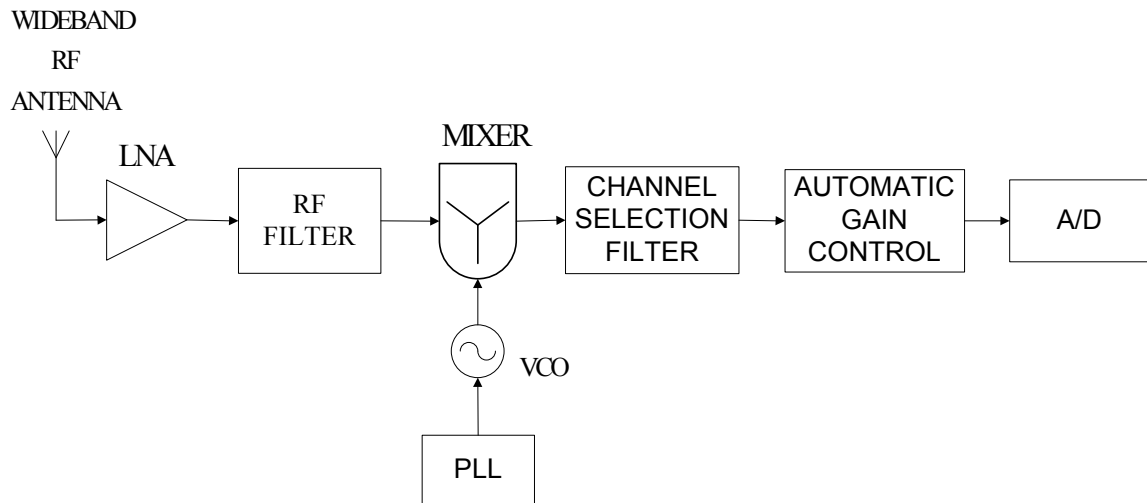 WIDEBAND
RF
ANTENNA
LNA
RF
FILTER
MIXER
CHANNEL
SELECTION
FILTER
AUTOMATIC
GAIN
CONTROL
A/D
VCO
PLL